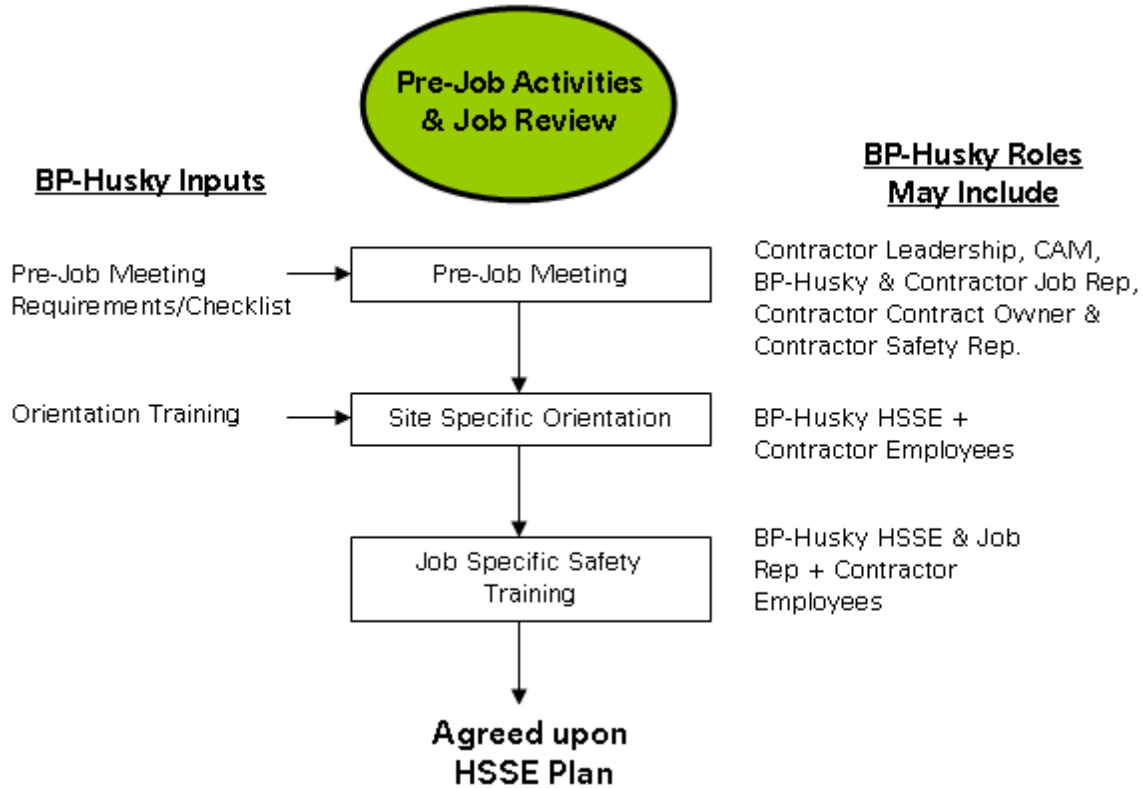 Pre-Job Activities
& Job Review
BP-Husky Inputs
BP-Husky Roles
May Include
Pre-Job Meeting
Requirements/Checklist
Pre-Job Meeting
Contractor Leadership, CAM,
BP-Husky & Contractor Job Rep,
Contractor Contract Owner &
Contractor Safety Rep.
Orientation Training
Site Specific Orientation
BP-Husky HSSE +
Contractor Employees
Job Specific Safety
Training
BP-Husky HSSE & Job
Rep + Contractor
Employees
Agreed upon
HSSE Plan